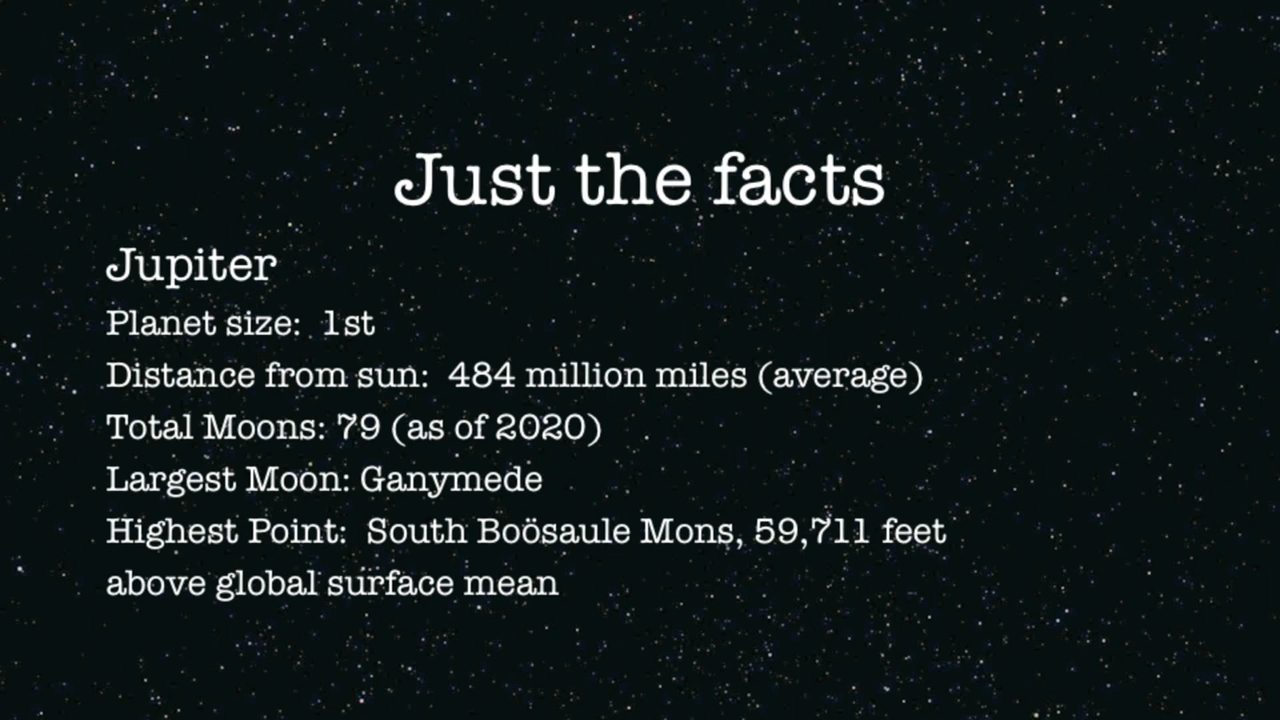 Just the facts
Jupiter
Planet size:  1st
Distance from sun:  484 million miles (average)
Total Moons: 79 (as of 2020)
Largest Moon: Ganymede
Highest Point:  South Boösaule Mons, 59,711 feet
above global surface mean